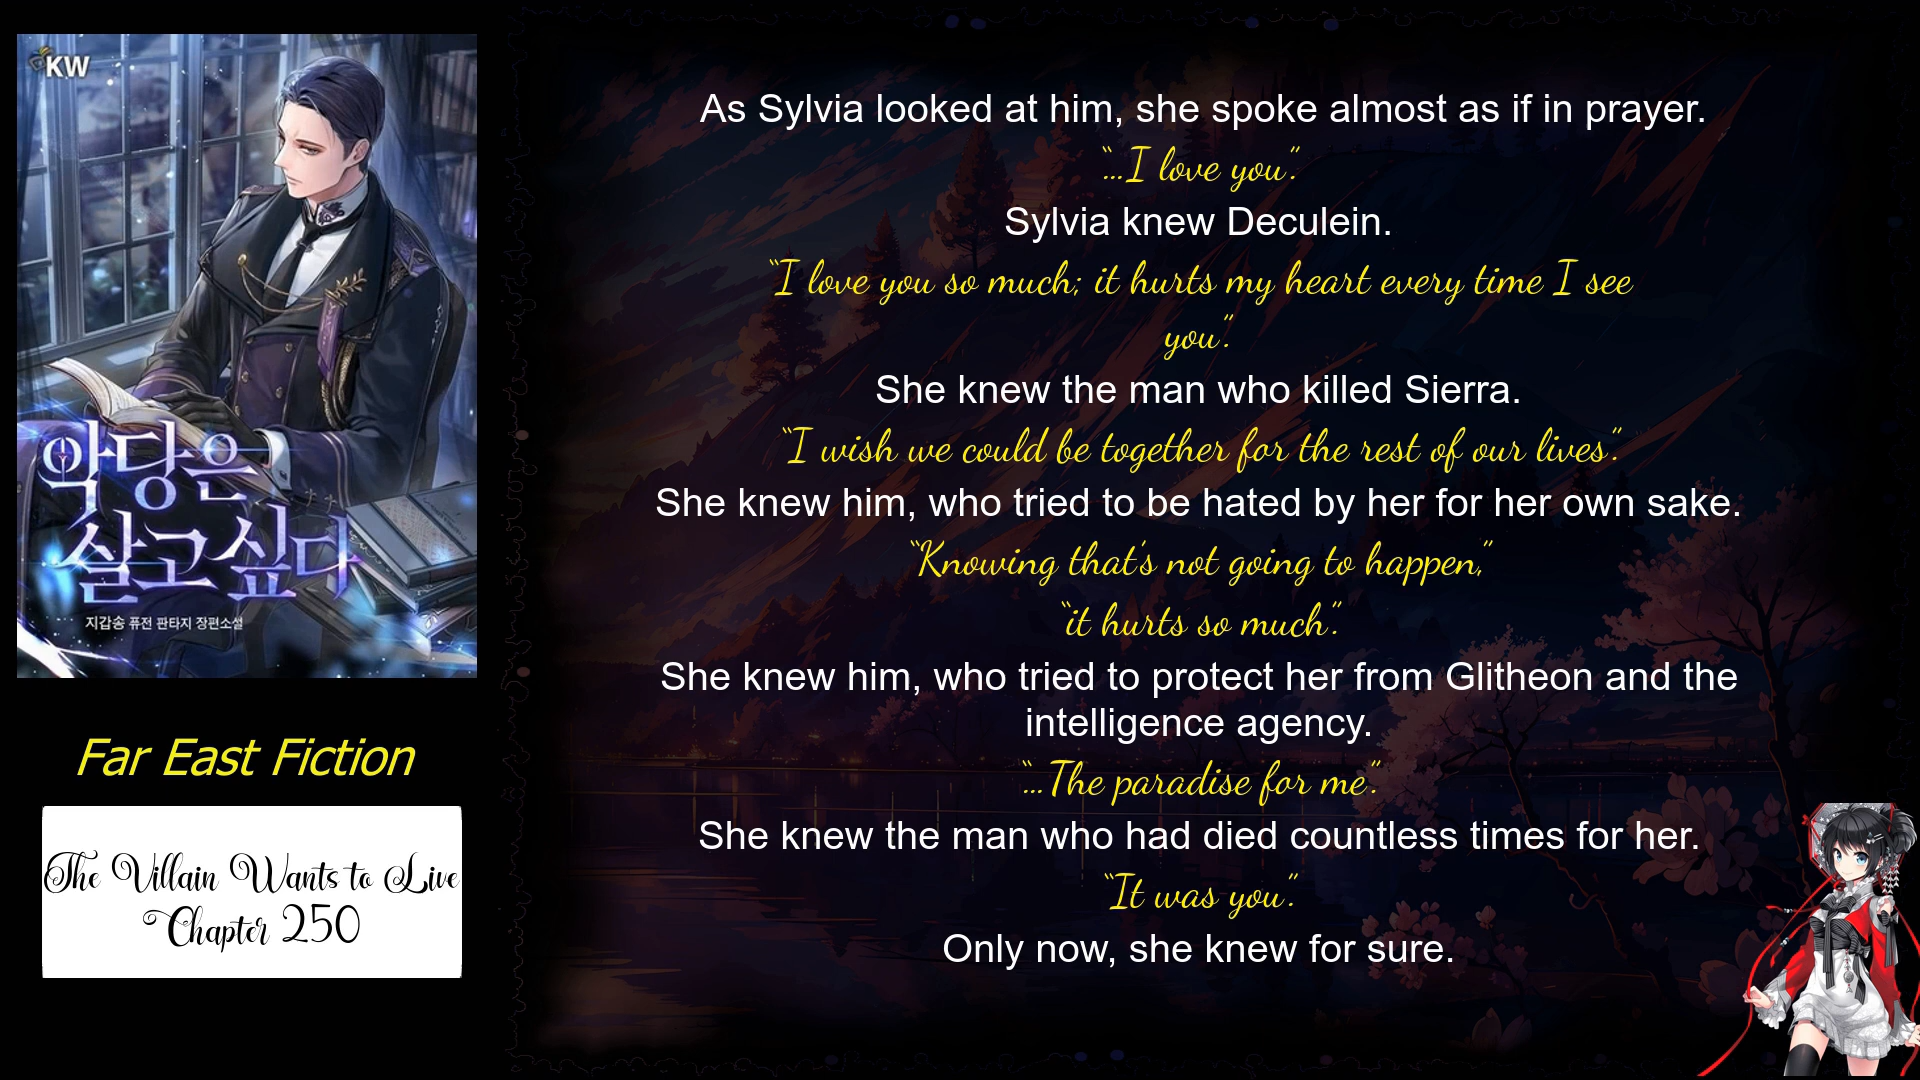 KW
악당은
살고싶다
지갑송 퓨전 판타지 장편소설
Far East Fiction
The Villain Wants to Live
Chapter 250
As Sylvia looked at him, she spoke almost as if in prayer.
“...I love you”.
Sylvia knew Deculein.
“I love you so much; it hurts my heart every time I see
you”.
She knew the man who killed Sierra.
“I wish we could be together for the rest of our lives”.
She knew him, who tried to be hated by her for her own sake.
“Knowing that's not going to happen,”
“it hurts so much”.
She knew him, who tried to protect her from Glitheon and the
intelligence agency.
“...The paradise for me”.
She knew the man who had died countless times for her.
“It was you”.
Only now, she knew for sure.